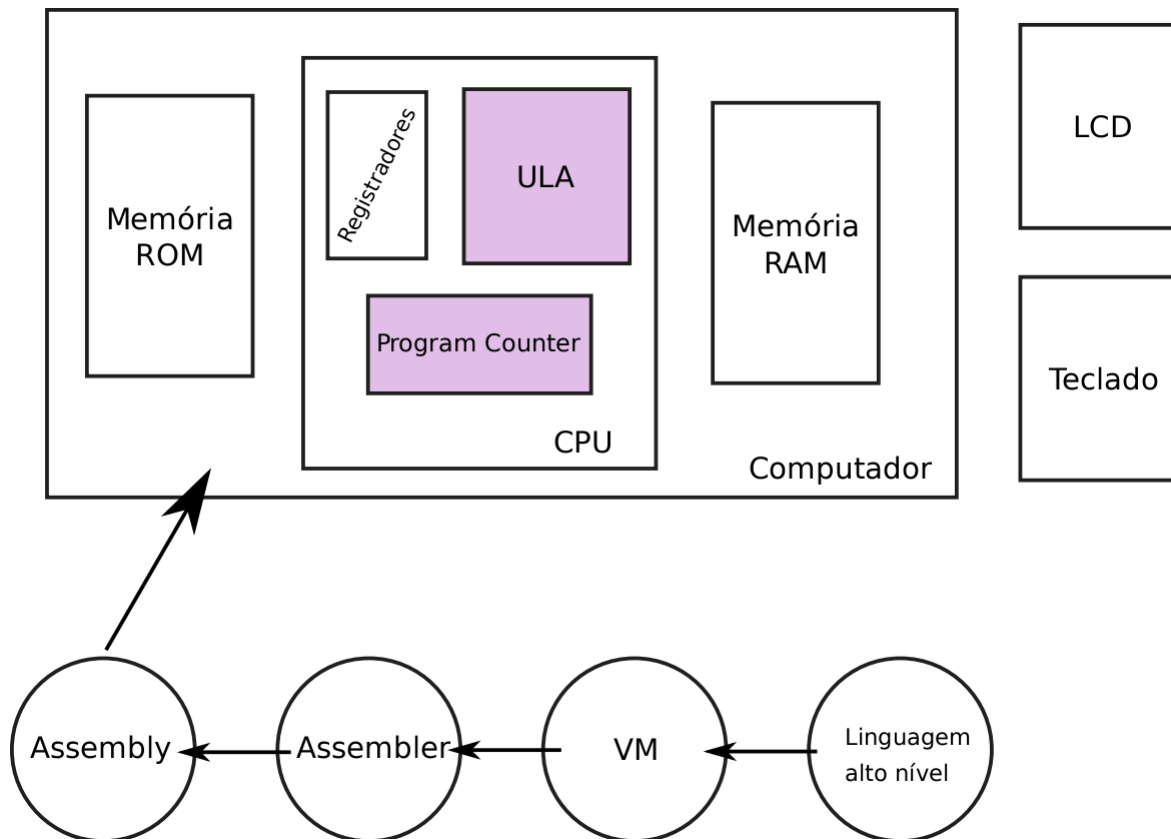 Memória
ROM
Registradores
ULA
Program Counter
CPU
Memória
RAM
Computador
LCD
Teclado
Assembly
Assembler
VM
Linguagem
alto nível